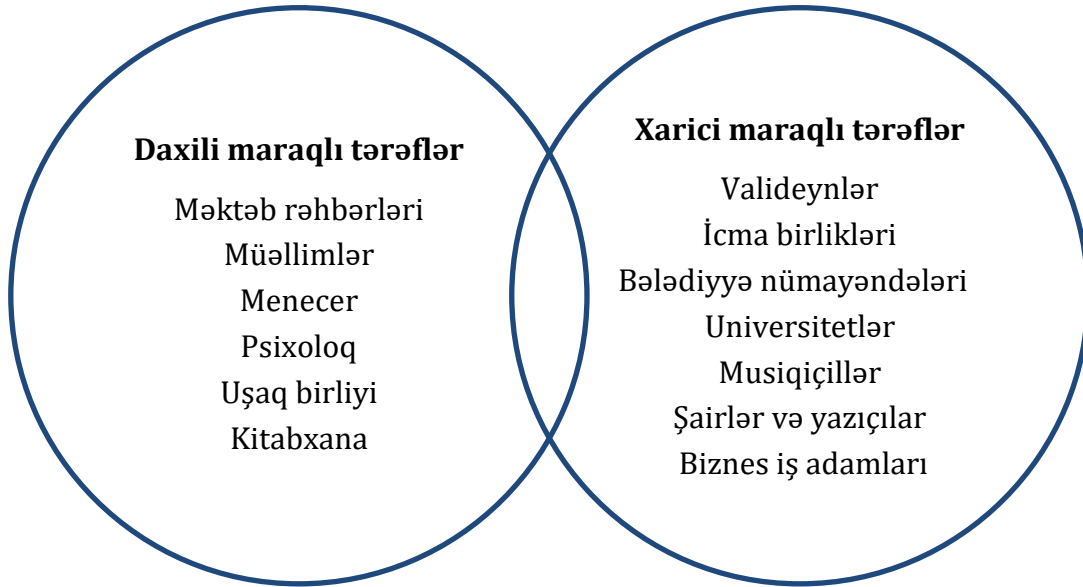 Daxili maraqlı tərəflər
Məktəb rəhbərləri
Müəllimlər
Menecer
Psixoloq
Uşaq birliyi
Kitabxana
Xarici maraqlı tərəflər
Valideynlər
İcma birlikləri
Bələdiyyə nümayəndələri
Universitetlər
Musiqiçillər
Şairlər və yazıçılar
Biznes iş adamları